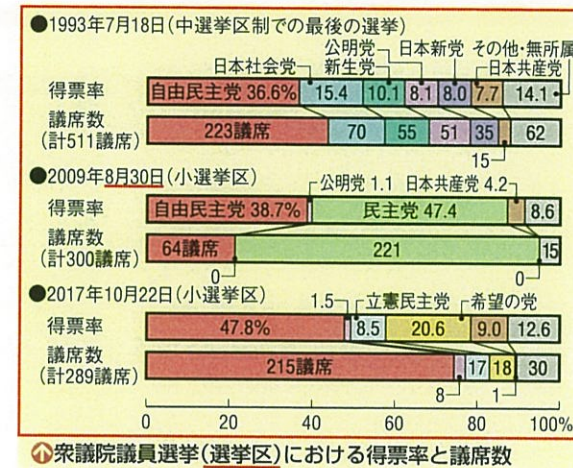 ●1993年7月18日(中選挙区制での最後の選挙)
公明党 日本新党 その他・無所属
日本社会党 新生党 日本共産党
得票率 自由民主党 36.6% 15.4 10.1 8.1 8.0 7.7 14.1
議席数 223議席 70 55 51 35 62
(計511議席)
15
●2009年8月30日(小選挙区)
公明党 1.1 日本共産党 4.2
得票率 自由民主党 38.7% 民主党 47.4 8.6
議席数 64議席 221 15
(計300議席)
0 0
●2017年10月22日(小選挙区)
1.5 立憲民主党 希望の党
得票率 47.8% 8.5 20.6 9.0 12.6
議席数 215議席 17 18 30
(計289議席)
8 1
0 20 40 60 80 100%
衆議院議員選挙(選挙区)における得票率と議席数